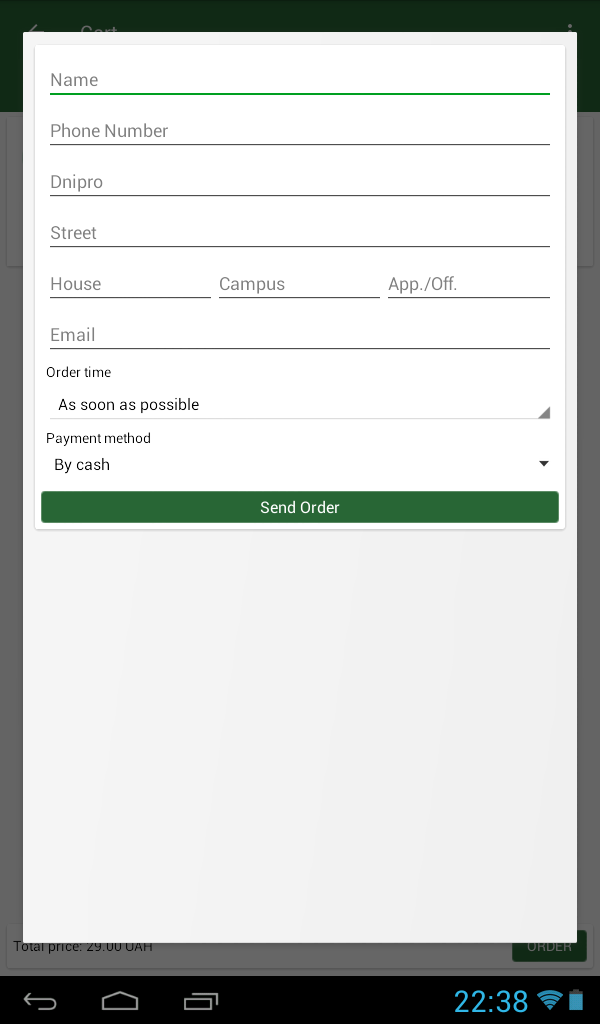 Cart
Name
Phone Number
Dnipro
Street
House Campus App./Off.
Email
Order time
As soon as possible
Payment method
By cash
Send Order
Total price: 29.00 UAH ORDER
22:38